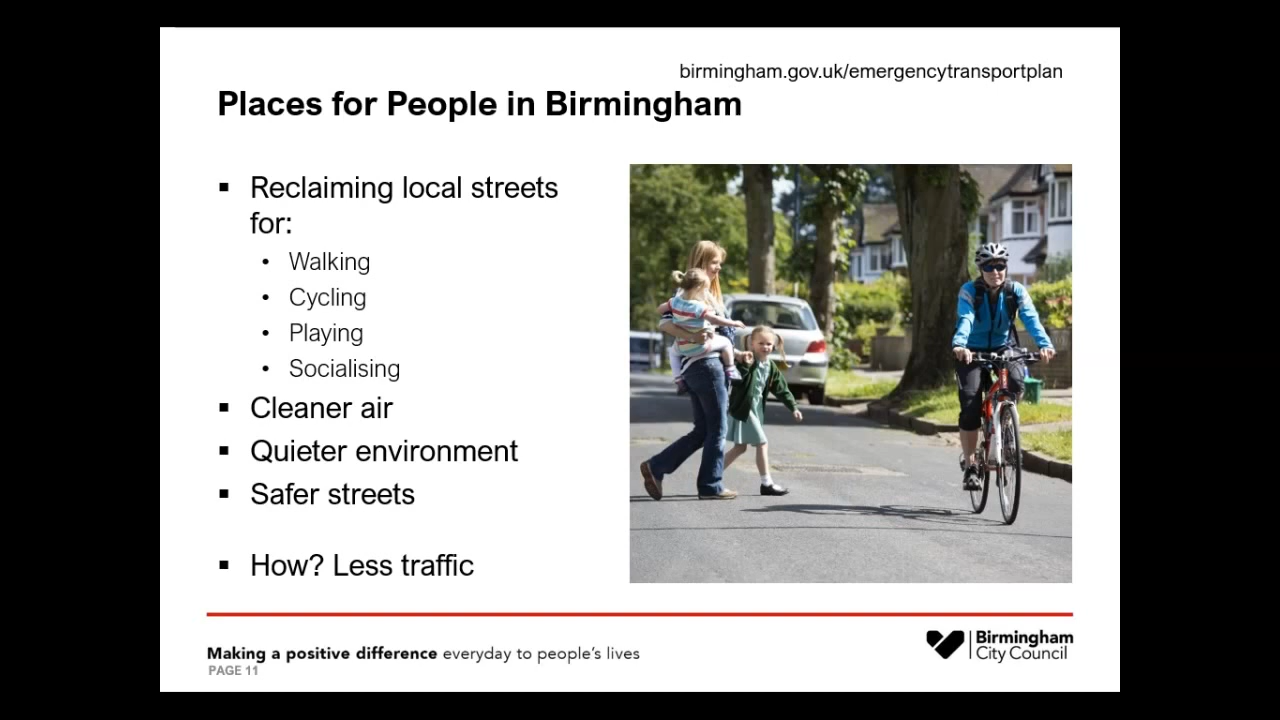 birmingham.gov.uk/emergencytransportplan
Places for People in Birmingham
▪ Reclaiming local streets
for:
• Walking
• Cycling
• Playing
• Socialising
▪ Cleaner air
▪ Quieter environment
▪ Safer streets
▪ How? Less traffic
Making a positive difference everyday to people's lives
PAGE 11
Birmingham
City Council